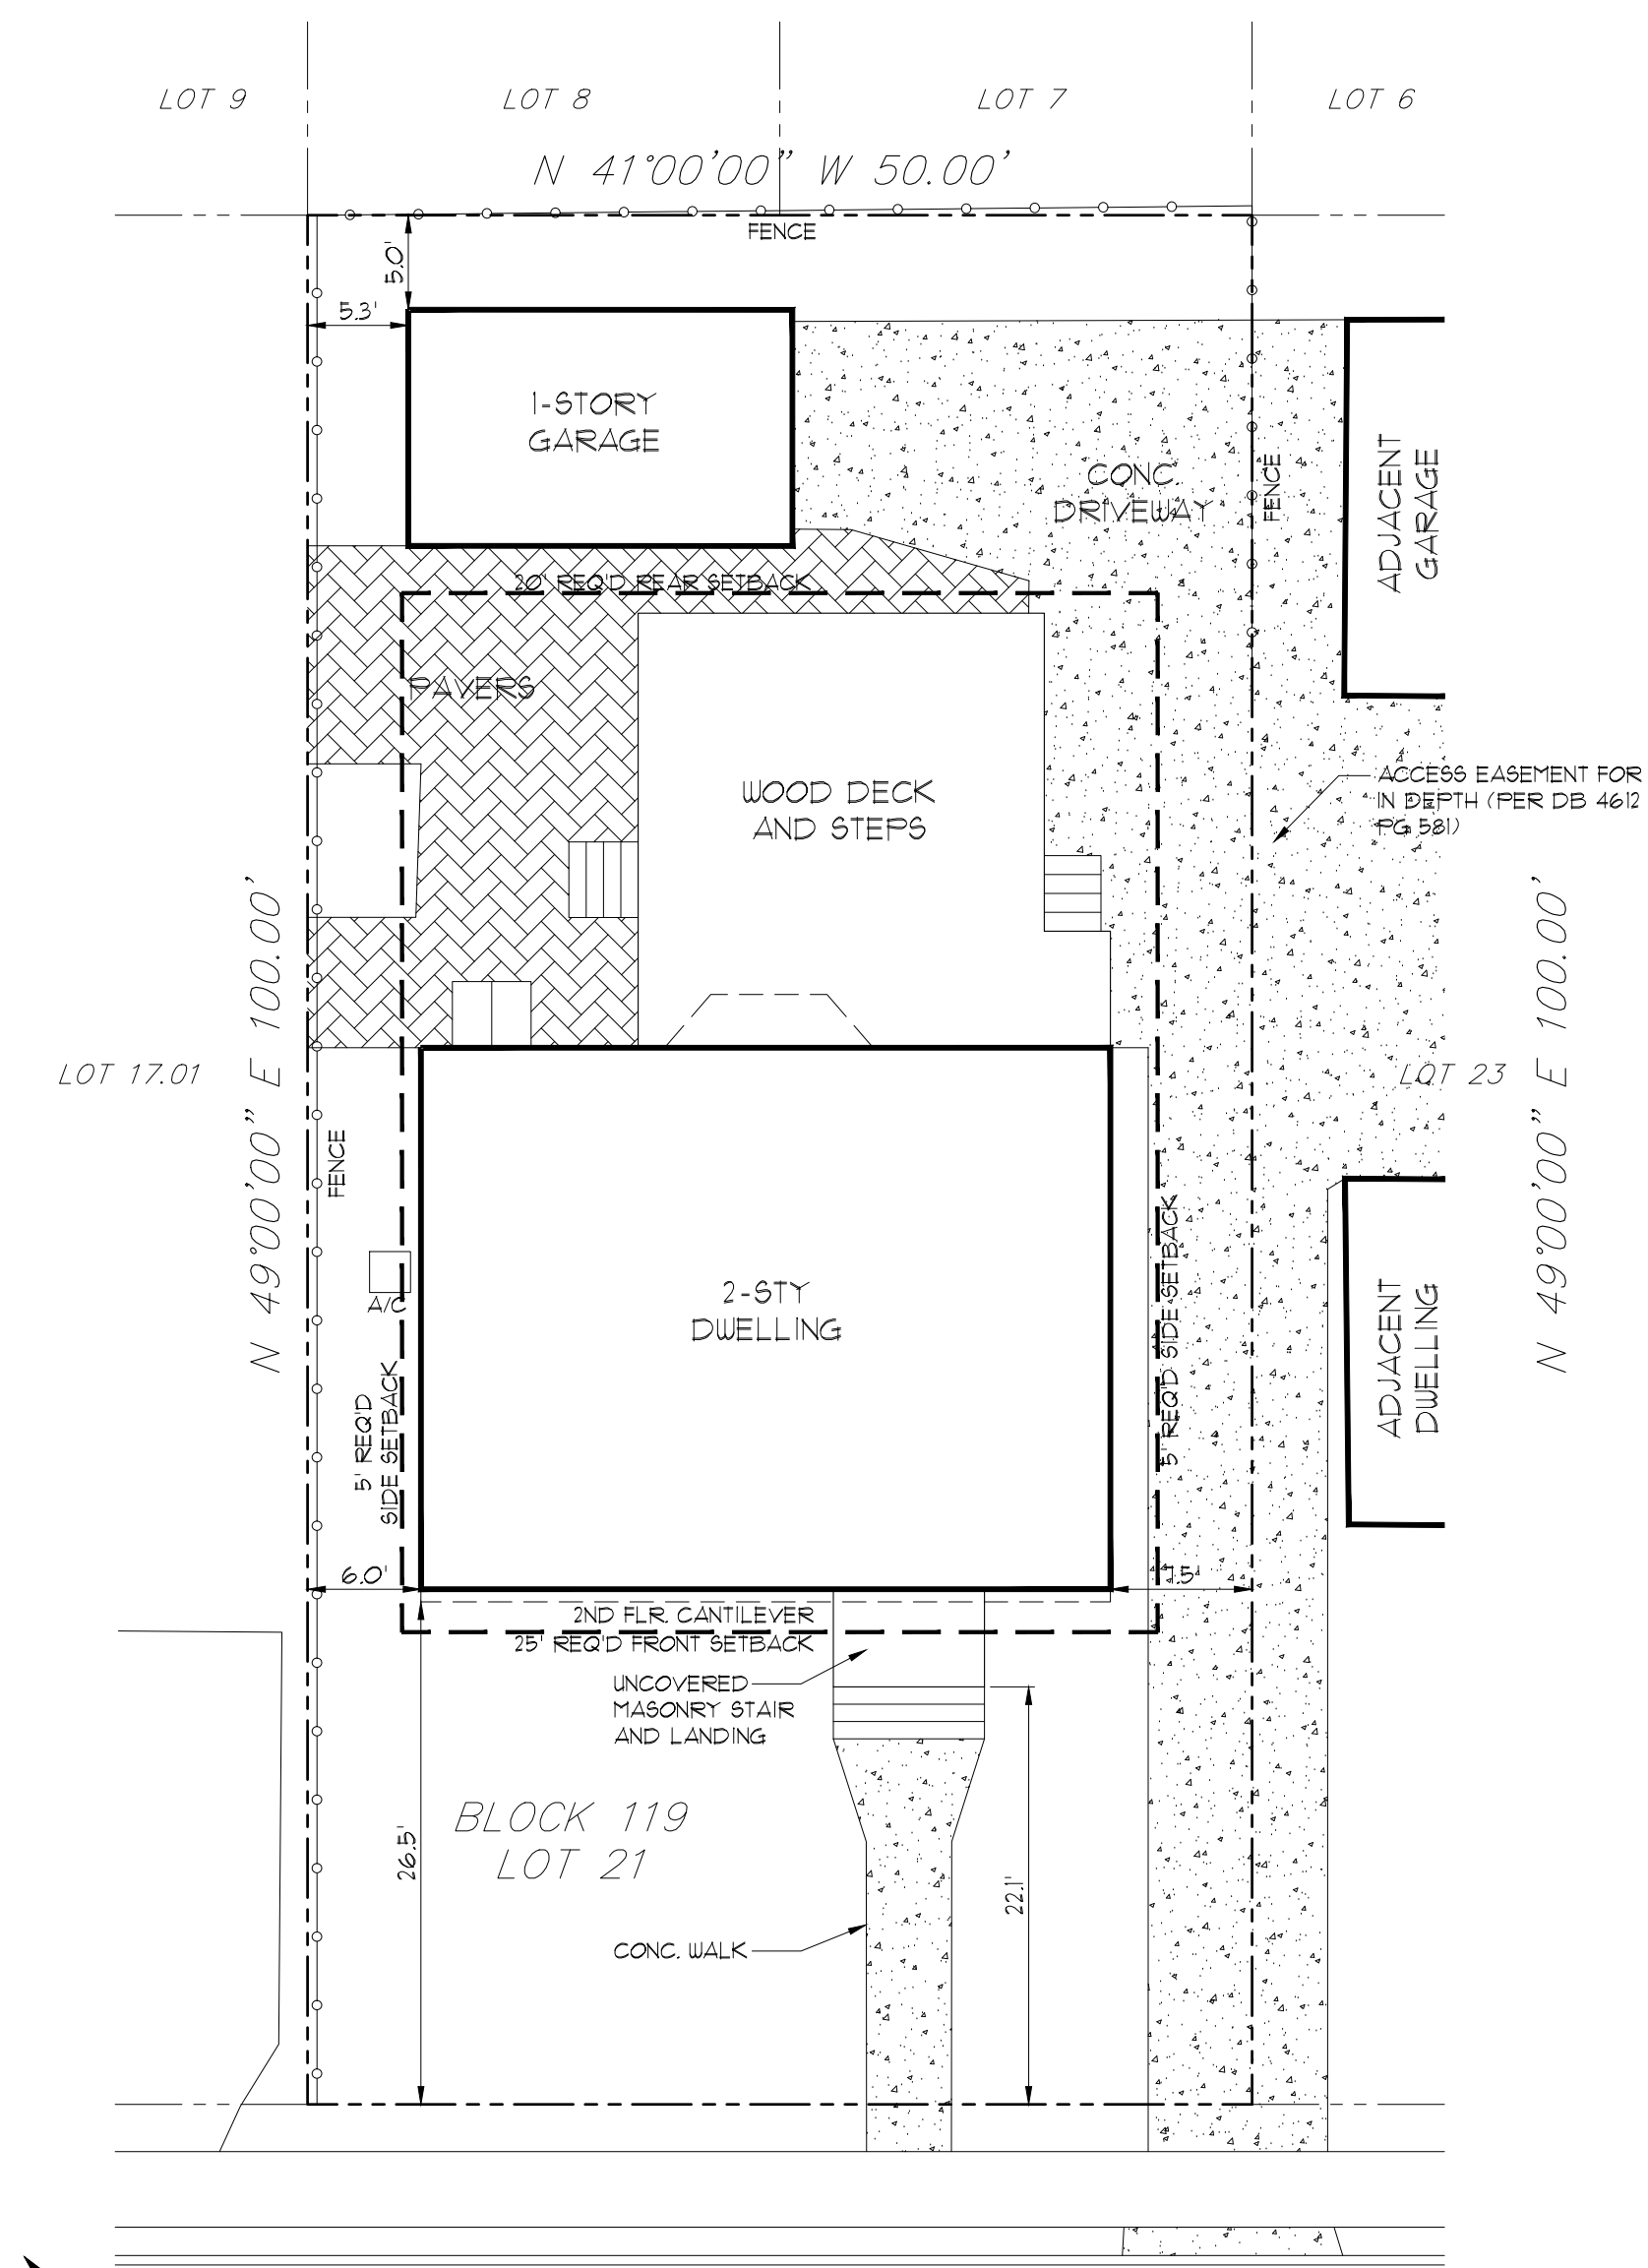 LOT 9
LOT 8
LOT 7
LOT 6
N 41°00'00" W 50.00'
FENCE
5.0'
5.3'
1-STORY
GARAGE
CONC.
DRIVEWAY
FENCE
ADJACENT
GARAGE
20' REQ'D REAR SETBACK
PAVERS
WOOD DECK
AND STEPS
ACCESS EASEMENT FOR
IN DEPTH (PER DB 4612
PG 581)
N 49°00'00" E 100.00'
N 49°00'00" E 100.00'
LOT 17.01
LOT 23
FENCE
A/C
2-STY
DWELLING
5' REQ'D
SIDE SETBACK
5' REQ'D SIDE SETBACK
ADJACENT
DWELLING
6.0'
7.5'
2ND FLR. CANTILEVER
25' REQ'D FRONT SETBACK
UNCOVERED
MASONRY STAIR
AND LANDING
BLOCK 119
LOT 21
26.5'
22.1'
CONC. WALK